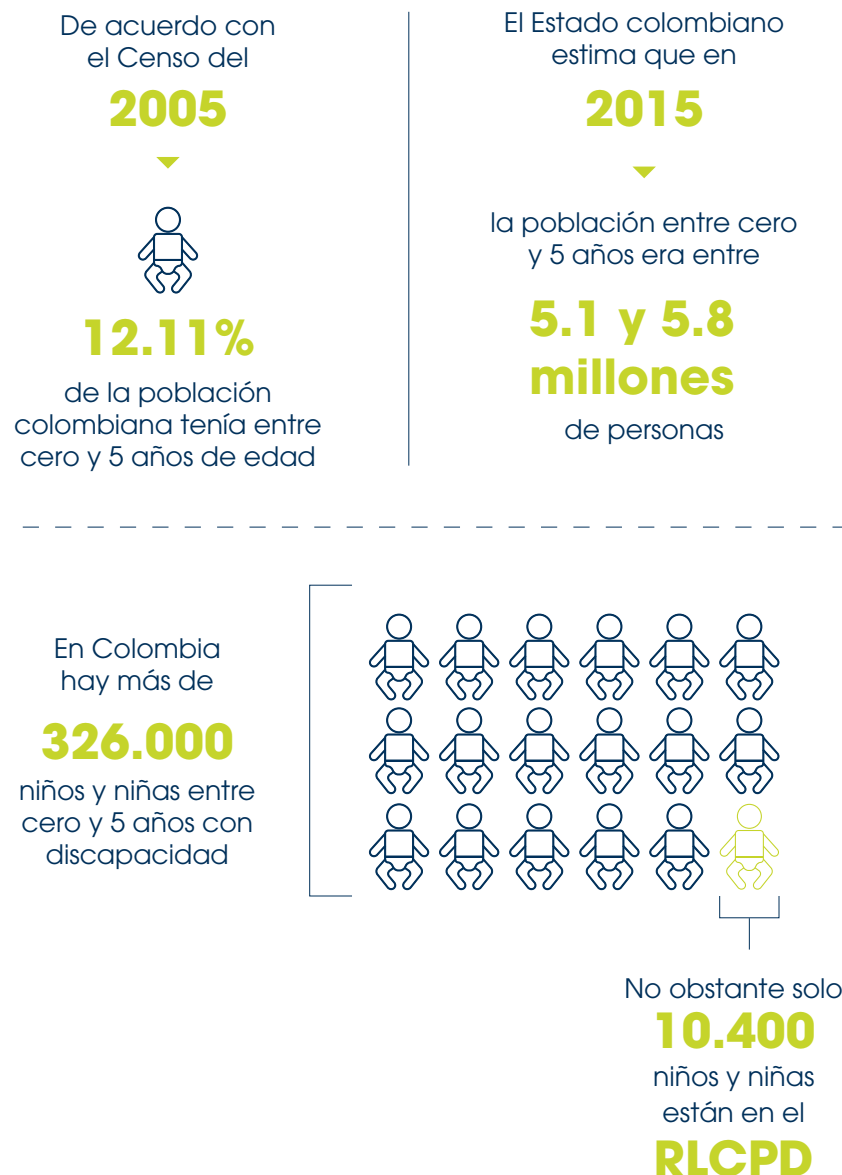 De acuerdo con
el Censo del
2005
12.11%
de la población
colombiana tenía entre
cero y 5 años de edad
El Estado colombiano
estima que en
2015
la población entre cero
y 5 años era entre
5.1 y 5.8
millones
de personas
En Colombia
hay más de
326.000
niños y niñas entre
cero y 5 años con
discapacidad
No obstante solo
10.400
niños y niñas
están en el
RLCPD